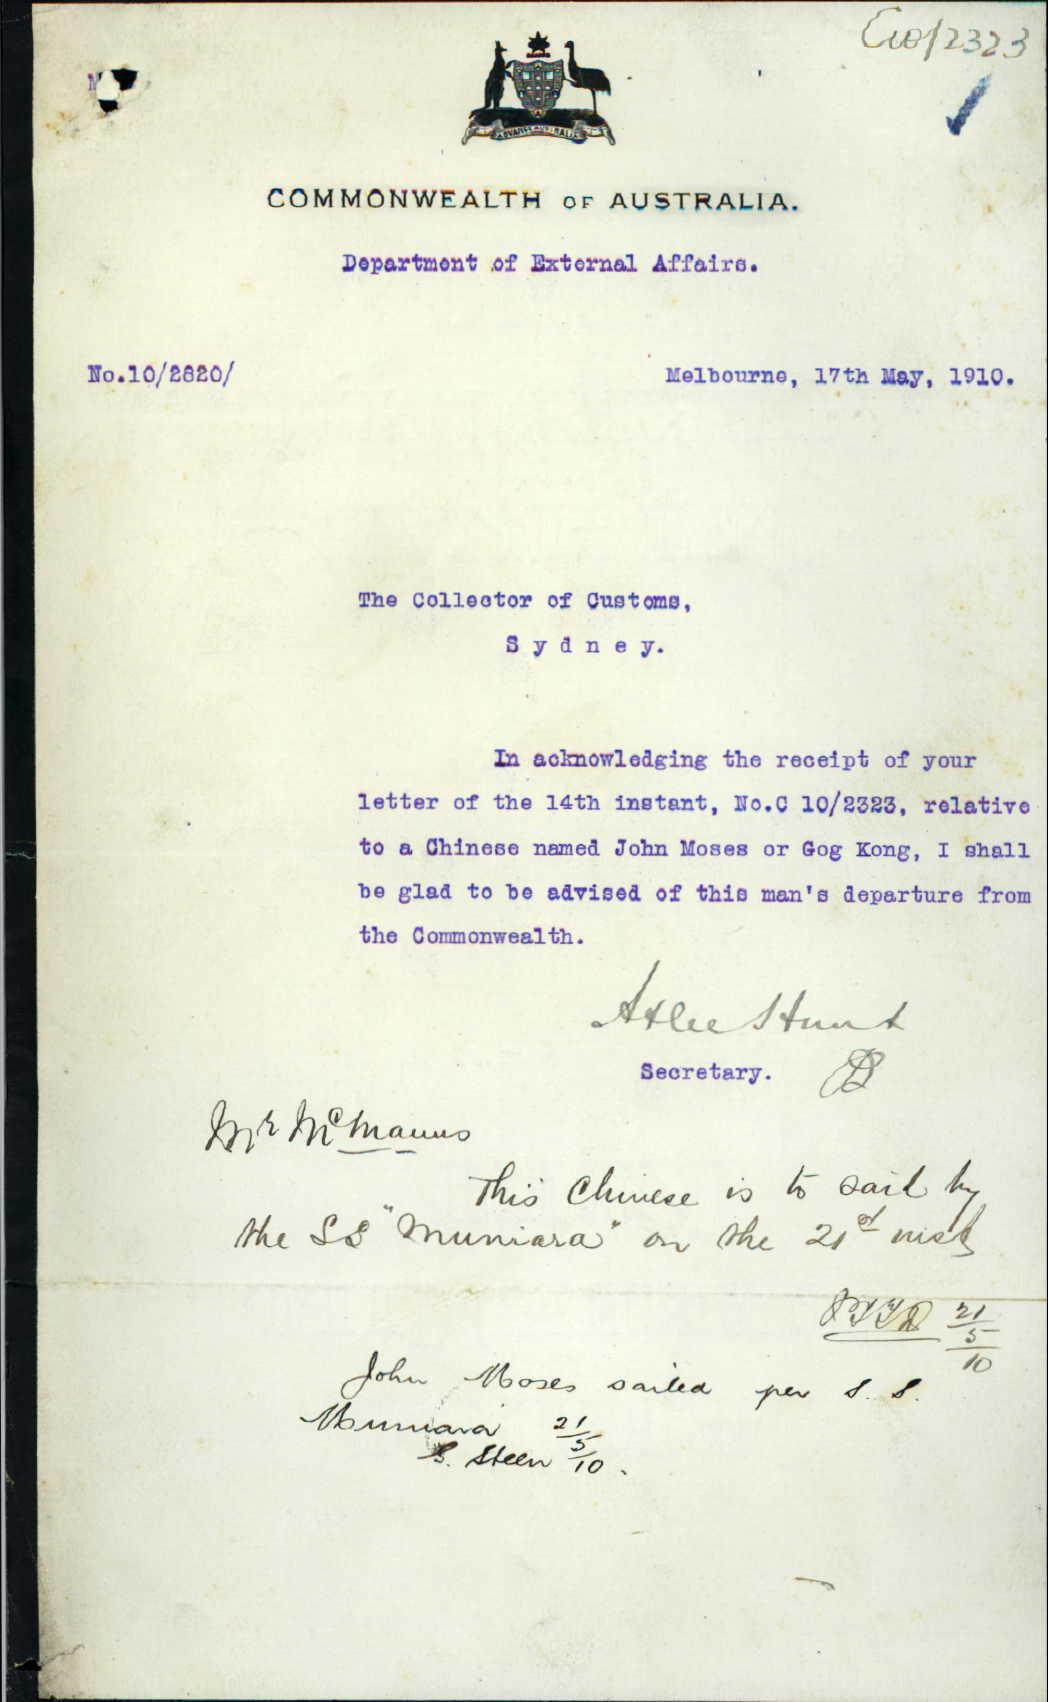 C10/2323
ADVANCE AUSTRALIA
COMMONWEALTH OF AUSTRALIA.
Department of External Affairs.
No.10/2820/
Melbourne, 17th May, 1910.
The Collector of Customs,
Sydney.
In acknowledging the receipt of your
letter of the 14th instant, No.C 10/2323, relative
to a Chinese named John Moses or Gog Kong, I shall
be glad to be advised of this man's departure from
the Commonwealth.
Atlee Hunt
Secretary.
Mr McManus
This Chinese is to sail by
the SS "Muniara" on the 21st inst
21/5/10
John Moses sailed per S. S.
Muniara 21/5/10
G. Steen